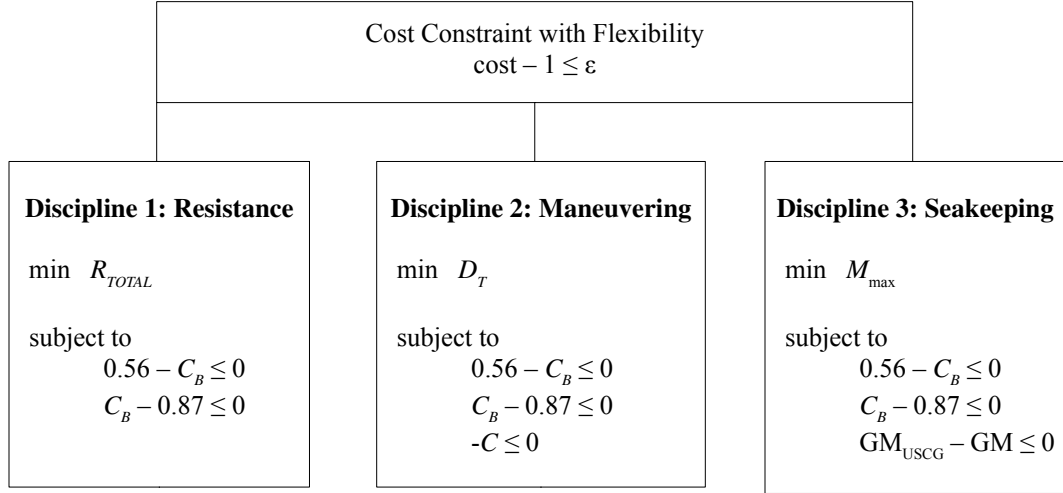 Cost Constraint with Flexibility
cost – 1 ≤ ε
Discipline 1: Resistance
min R_TOTAL
subject to
0.56 – C_B ≤ 0
C_B – 0.87 ≤ 0
Discipline 2: Maneuvering
min D_T
subject to
0.56 – C_B ≤ 0
C_B – 0.87 ≤ 0
-C ≤ 0
Discipline 3: Seakeeping
min M_max
subject to
0.56 – C_B ≤ 0
C_B – 0.87 ≤ 0
GM_USCG – GM ≤ 0